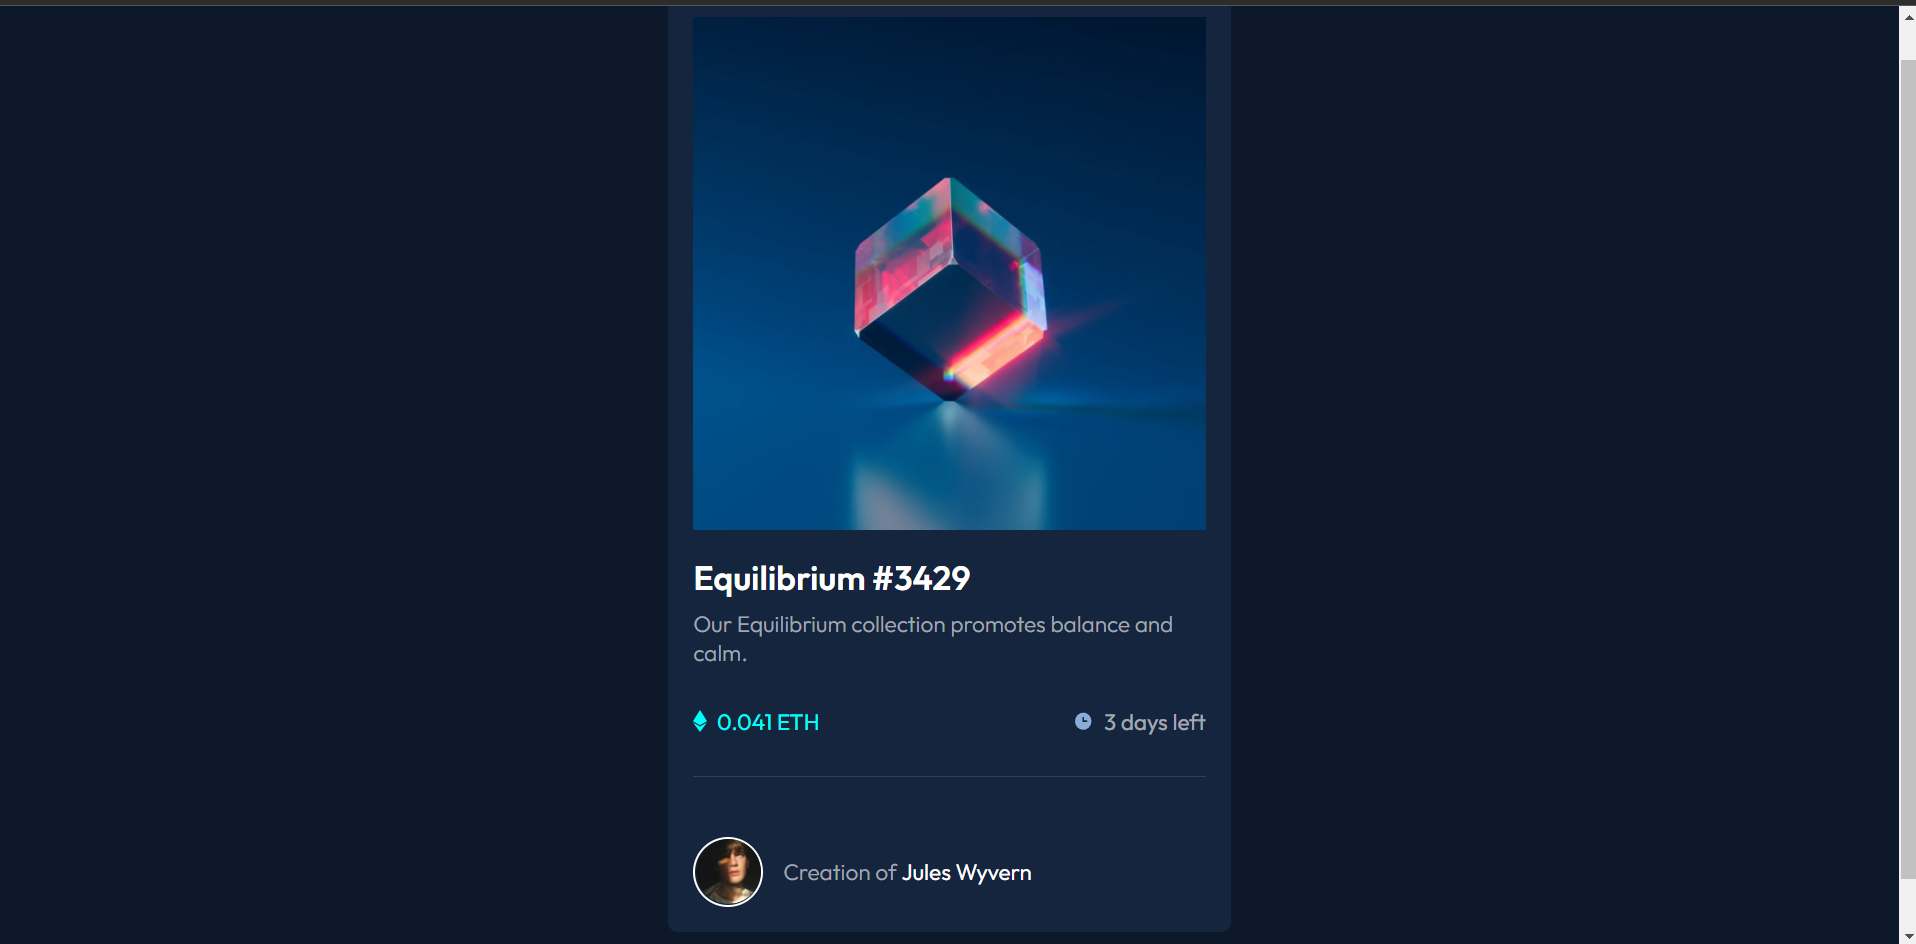 Equilibrium #3429
Our Equilibrium collection promotes balance and
calm.
0.041 ETH
3 days left
Creation of Jules Wyvern